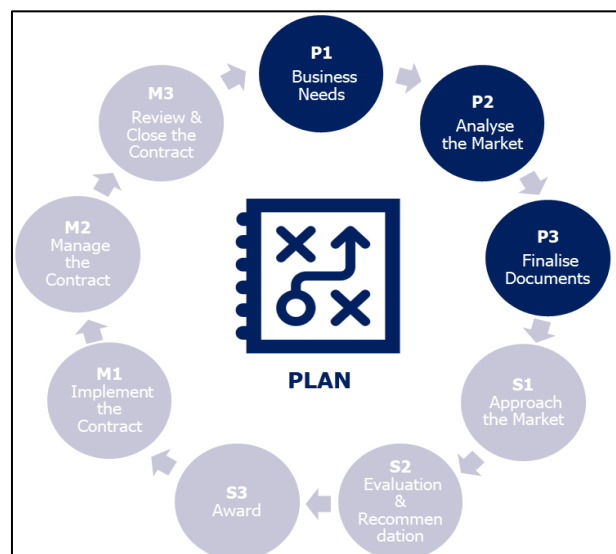 P1
Business
Needs
P2
Analyse
the Market
P3
Finalise
Documents
S1
Approach
the Market
S2
Evaluation
&
Recommen
dation
S3
Award
M1
Implement
the
Contract
M2
Manage
the
Contract
M3
Review &
Close the
Contract
PLAN